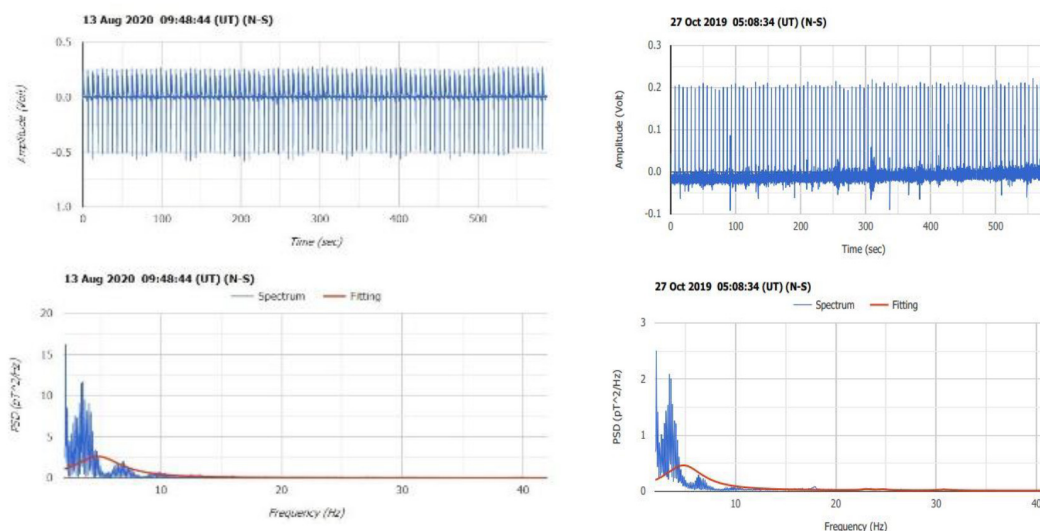 13 Aug 2020 09:48:44 (UT) (N-S)
0.5
0.0
-0.5
1.0
Amplitude (Volt)
0
100
200
300
400
500
Time (sec)
27 Oct 2019 05:08:34 (UT) (N-S)
0.3
0.2
0.1
0.0
-0.1
Amplitude (Volt)
0
100
200
300
400
500
Time (sec)
13 Aug 2020 09:48:44 (UT) (N-S)
Spectrum
Fitting
20
15
10
5
0
PSD (pT^2/Hz)
10
20
30
40
Frequency (Hz)
27 Oct 2019 05:08:34 (UT) (N-S)
Spectrum
Fitting
3
2
1
0
PSD (pT^2/Hz)
10
20
30
40
Frequency (Hz)